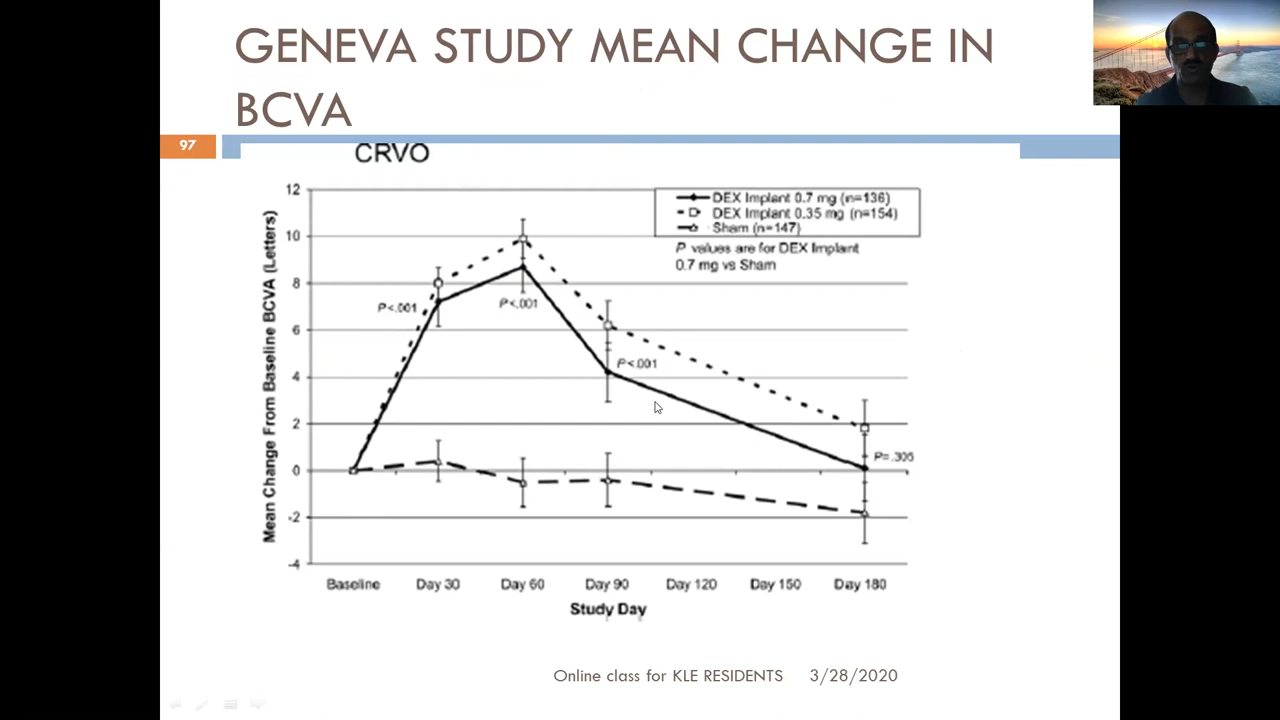 GENEVA STUDY MEAN CHANGE IN
BCVA
97
CRVO
12
10
8
6
4
2
0
-2
-4
Mean Change From Baseline BCVA (Letters)
DEX Implant 0.7 mg (n=136)
DEX Implant 0.35 mg (n=154)
Sham (n=147)
P values are for DEX Implant
0.7 mg vs Sham
P<.001
P<.001
P<.001
P=.305
Baseline Day 30 Day 60 Day 90 Day 120 Day 150 Day 180
Study Day
Online class for KLE RESIDENTS 3/28/2020